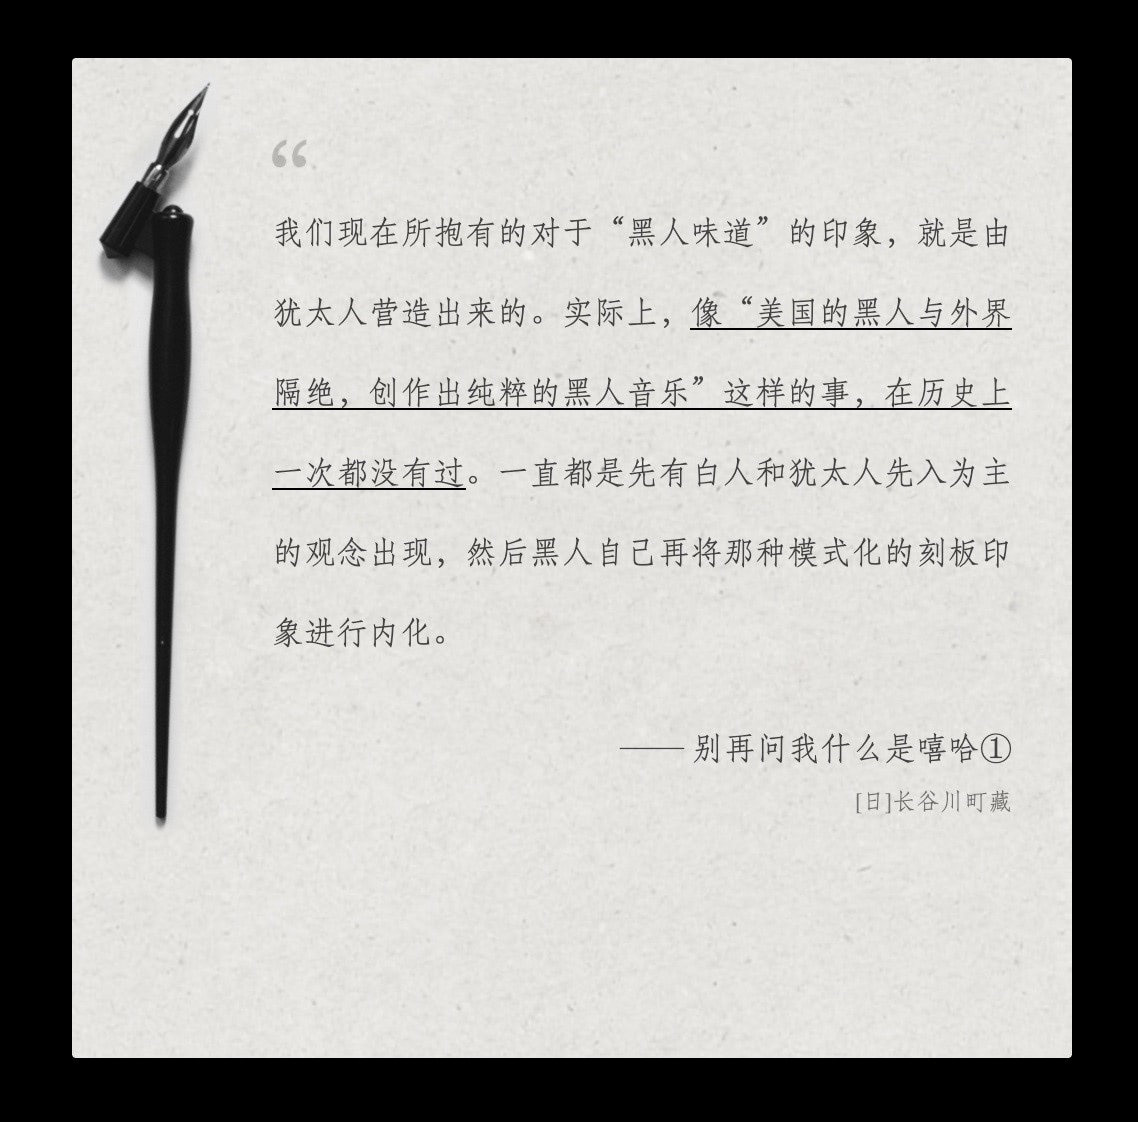 “
我们现在所抱有的对于“黑人味道”的印象，就是由
犹太人营造出来的。实际上，像“美国的黑人与外界
隔绝，创作出纯粹的黑人音乐”这样的事，在历史上
一次都没有过。一直都是先有白人和犹太人先入为主
的观念出现，然后黑人自己再将那种模式化的刻板印
象进行内化。
—— 别再问我什么是嘻哈①
[日]长谷川町藏